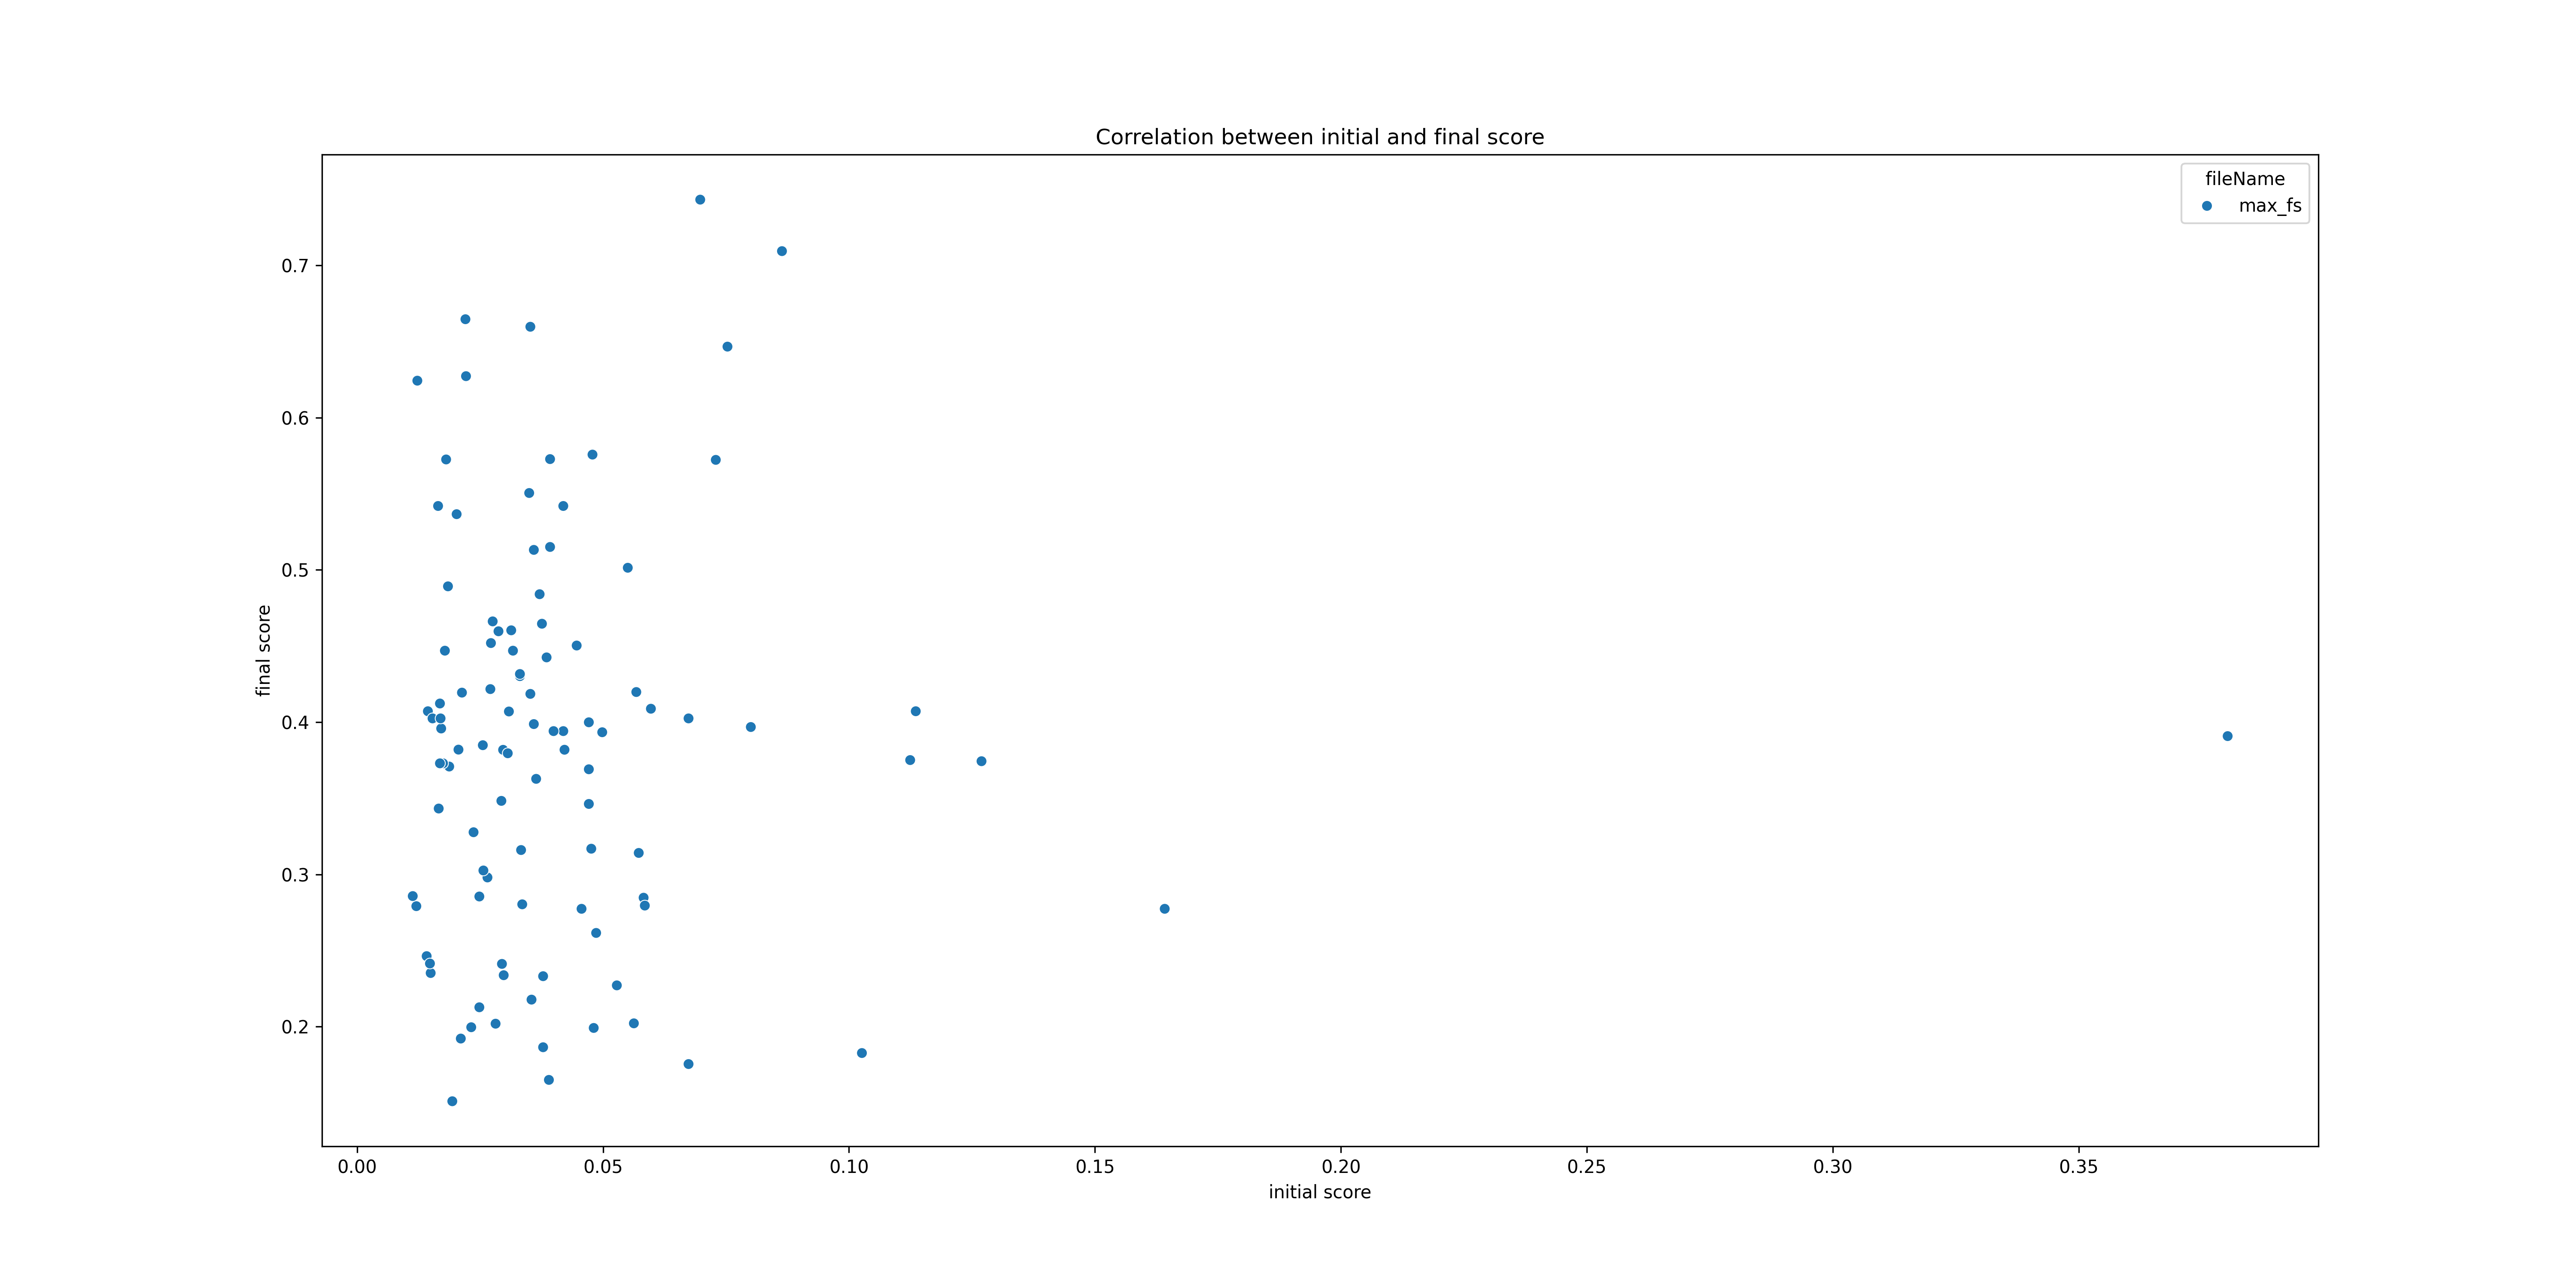 Correlation between initial and final score
fileName
max_fs
0.7
0.6
0.5
0.4
0.3
0.2
final score
0.00 0.05 0.10 0.15 0.20 0.25 0.30 0.35
initial score